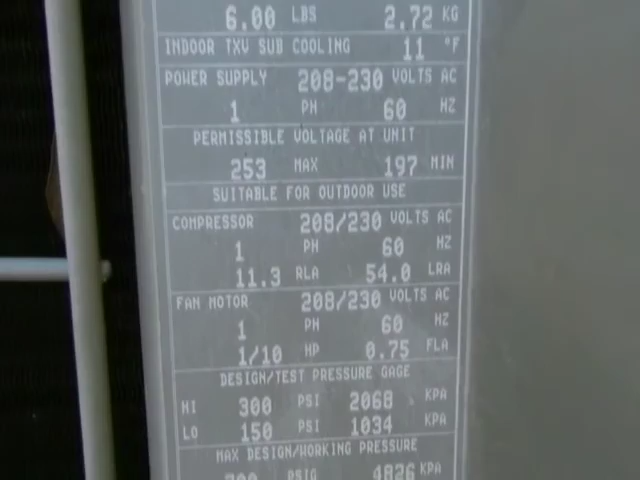 6.00 LBS 2.72 KG
INDOOR TXV SUB COOLING 11 °F
POWER SUPPLY 208-230 VOLTS AC
1 PH 60 HZ
PERMISSIBLE VOLTAGE AT UNIT
253 MAX 197 MIN
SUITABLE FOR OUTDOOR USE
COMPRESSOR 208/230 VOLTS AC
1 PH 60 HZ
11.3 RLA 54.0 LRA
FAN MOTOR 208/230 VOLTS AC
1 PH 60 HZ
1/10 HP 0.75 FLA
DESIGN/TEST PRESSURE GAGE
HI 300 PSI 2068 KPA
LO 150 PSI 1034 KPA
MAX DESIGN/WORKING PRESSURE
700 PSIG 4826 KPA